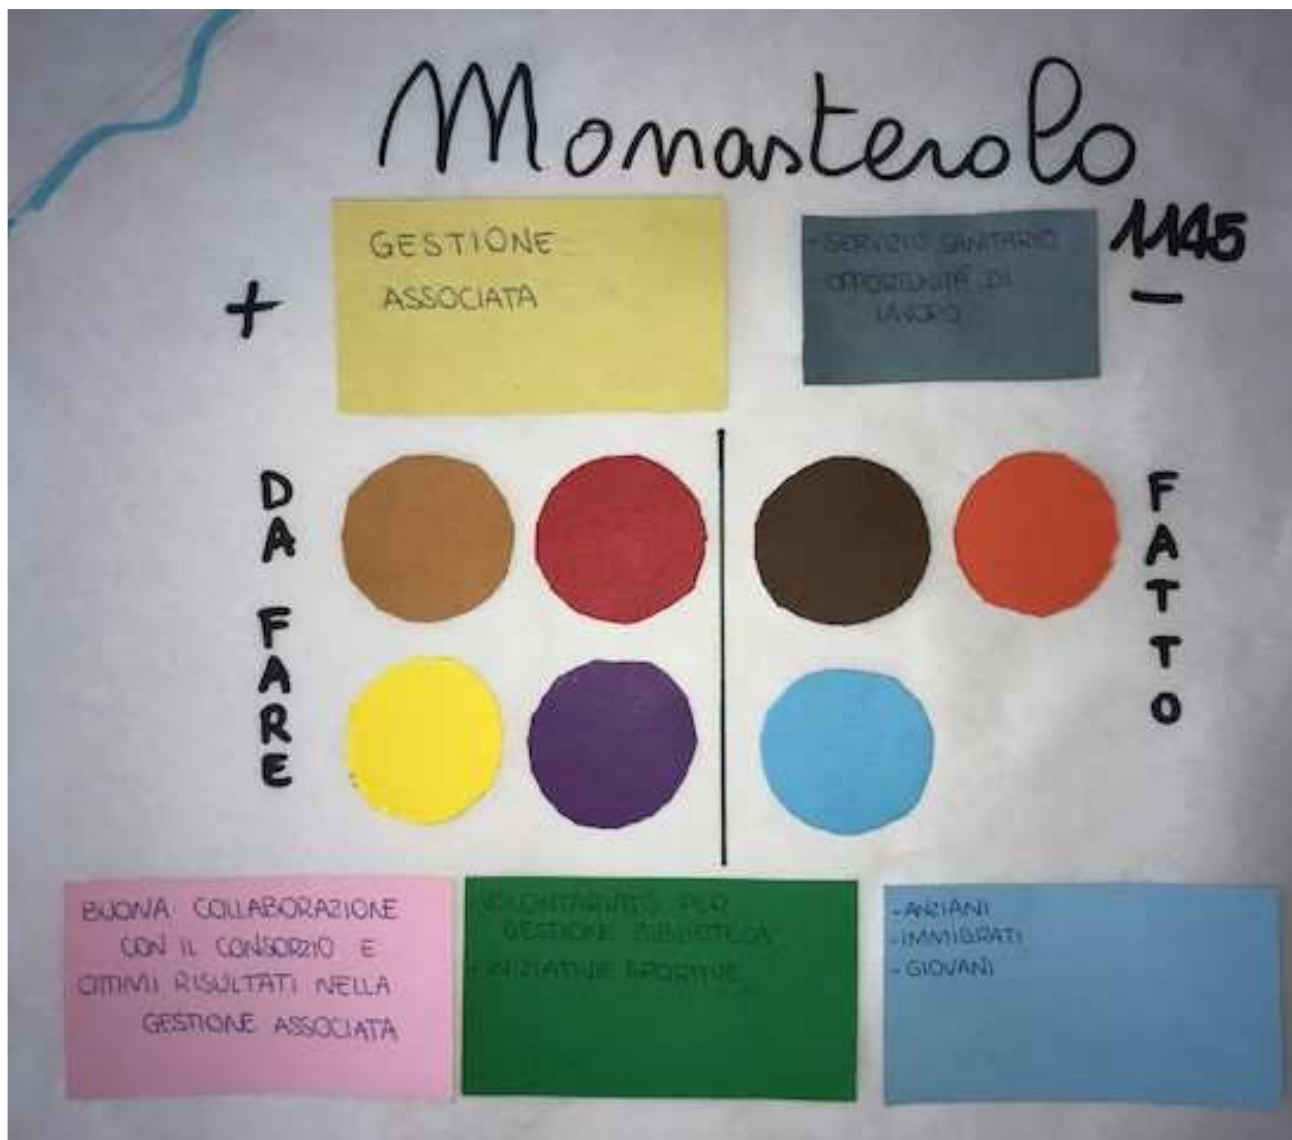 Monasterolo
1145
+
GESTIONE
ASSOCIATA
- SERVIZIO SANITARIO
- OPPORTUNITÀ DI
LAVORO
-
DA FARE
FATTO
BUONA COLLABORAZIONE
CON IL CONSORZIO E
OTTIMI RISULTATI NELLA
GESTIONE ASSOCIATA
- VOLONTARIATO PER
GESTIONE BIBLIOTECA
- INIZIATIVE SPORTIVE
- ANZIANI
- IMMIGRATI
- GIOVANI